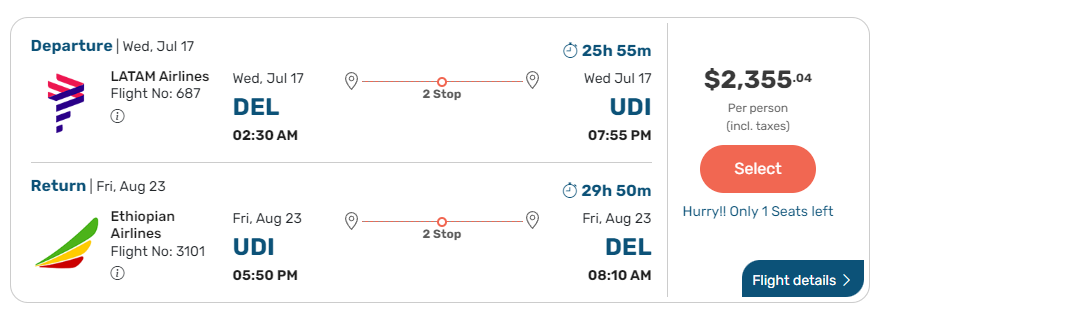 Departure | Wed, Jul 17
25h 55m
LATAM Airlines
Flight No: 687
Wed, Jul 17
DEL
02:30 AM
2 Stop
Wed Jul 17
UDI
07:55 PM
Return | Fri, Aug 23
29h 50m
Ethiopian
Airlines
Flight No: 3101
Fri, Aug 23
UDI
05:50 PM
2 Stop
Fri, Aug 23
DEL
08:10 AM
$2,355.04
Per person
(incl. taxes)
Select
Hurry!! Only 1 Seats left
Flight details